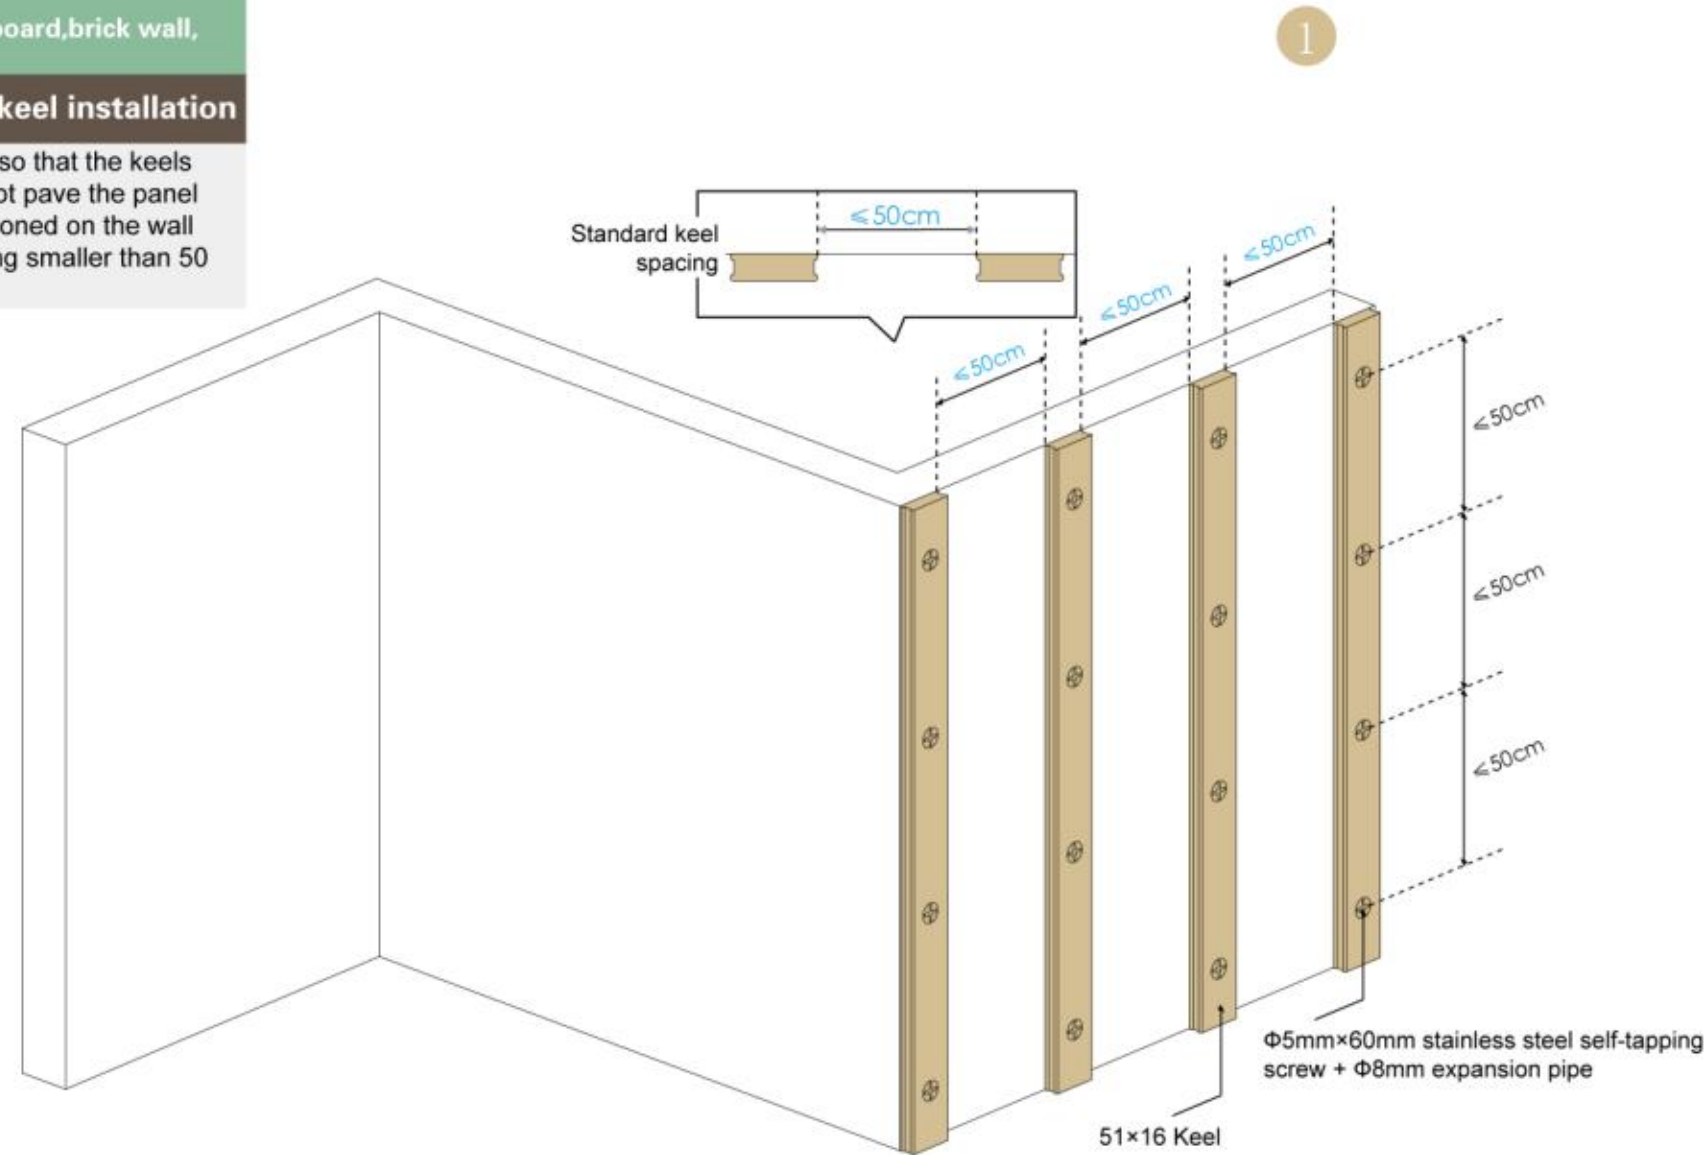 board,brick wall,
keel installation
so that the keels
pave the panel
on the wall
smaller than 50
1
Standard keel
spacing
⩽50cm
⩽50cm
⩽50cm
⩽50cm
⩽50cm
⩽50cm
⩽50cm
Φ5mm×60mm stainless steel self-tapping
screw + Φ8mm expansion pipe
51×16 Keel